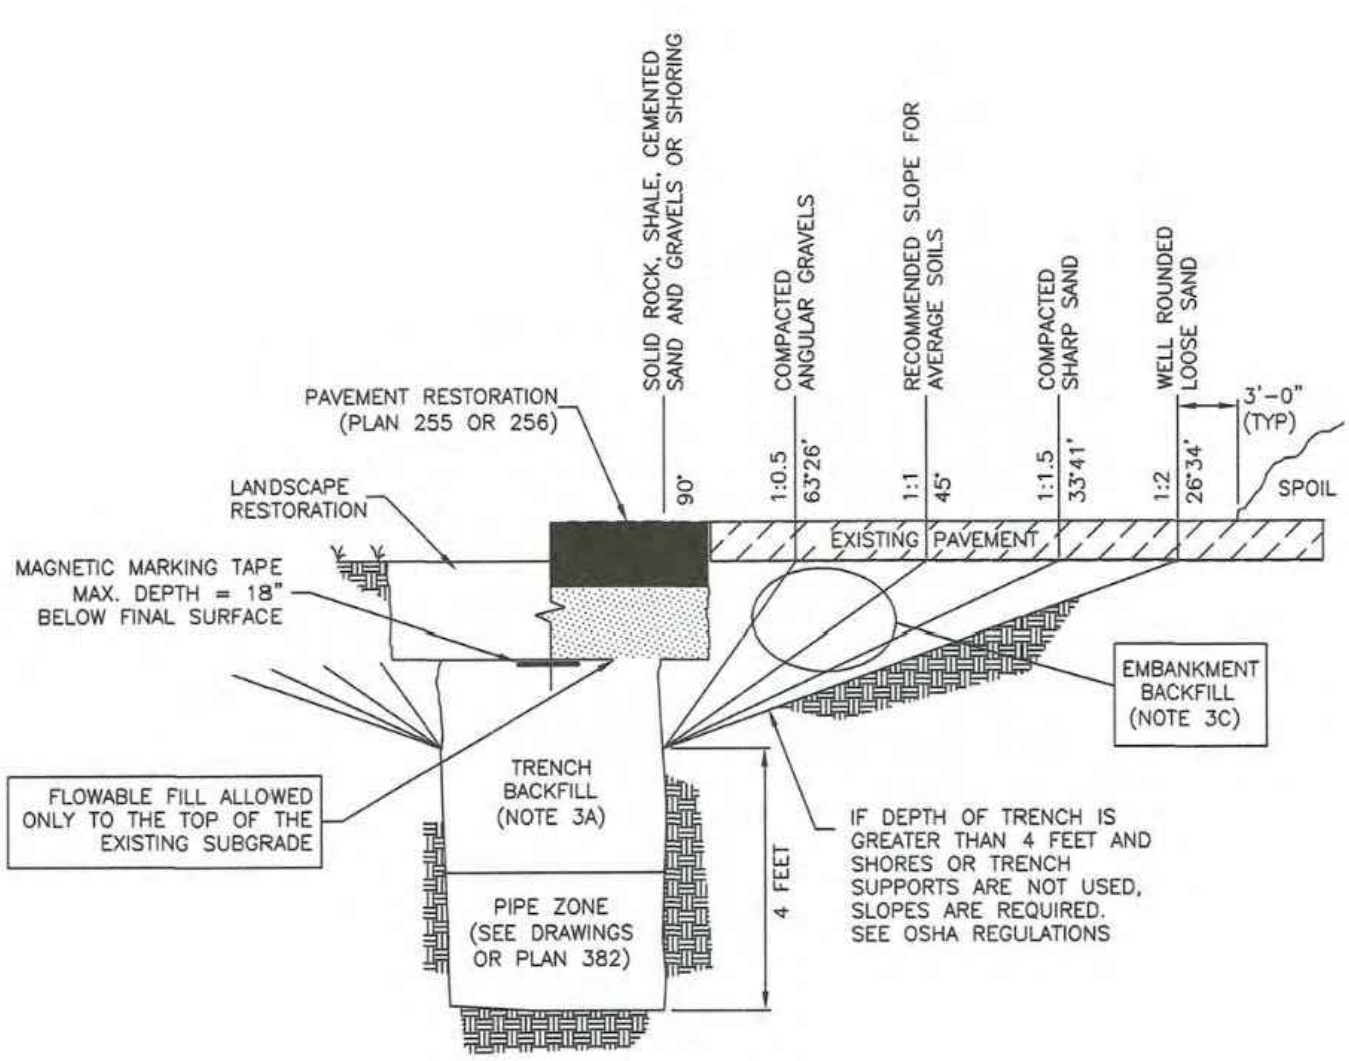 SOLID ROCK, SHALE, CEMENTED
SAND AND GRAVELS OR SHORING
90°
COMPACTED
ANGULAR GRAVELS
1:0.5
63°26'
RECOMMENDED SLOPE FOR
AVERAGE SOILS
1:1
45°
COMPACTED
SHARP SAND
1:1.5
33°41'
WELL ROUNDED
LOOSE SAND
1:2
26°34'
3'-0"
(TYP)
SPOIL
PAVEMENT RESTORATION
(PLAN 255 OR 256)
LANDSCAPE
RESTORATION
EXISTING PAVEMENT
MAGNETIC MARKING TAPE
MAX. DEPTH = 18"
BELOW FINAL SURFACE
EMBANKMENT
BACKFILL
(NOTE 3C)
TRENCH
BACKFILL
(NOTE 3A)
FLOWABLE FILL ALLOWED
ONLY TO THE TOP OF THE
EXISTING SUBGRADE
4 FEET
IF DEPTH OF TRENCH IS
GREATER THAN 4 FEET AND
SHORES OR TRENCH
SUPPORTS ARE NOT USED,
SLOPES ARE REQUIRED.
SEE OSHA REGULATIONS
PIPE ZONE
(SEE DRAWINGS
OR PLAN 382)